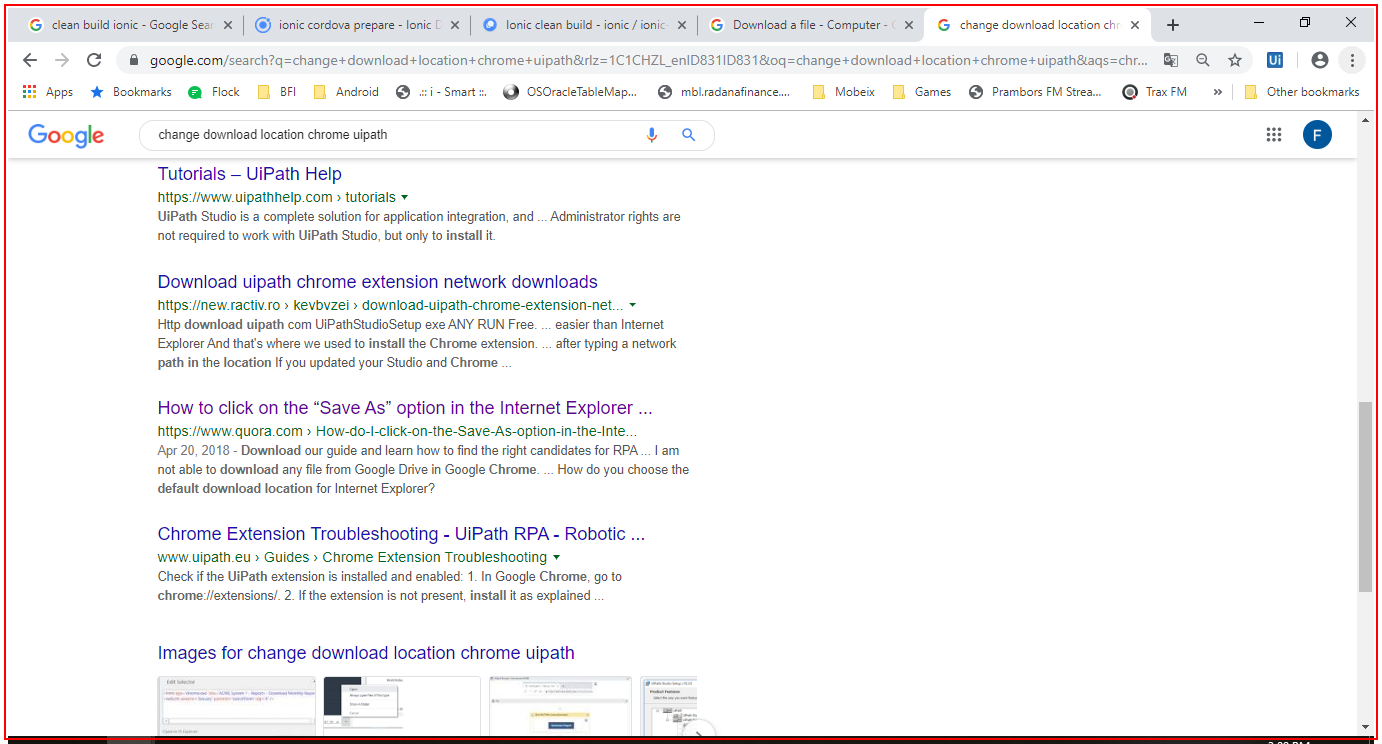 clean build ionic - Google Sear
ionic cordova prepare - Ionic D
Ionic clean build - ionic / ionic-
Download a file - Computer - G
change download location chr
google.com/search?q=change+download+location+chrome+uipath&rlz=1C1CHZL_enID831ID831&oq=change+download+location+chrome+uipath&aqs=chr...
Ui
Apps
Bookmarks
Flock
BFI
Android
.:: i - Smart ::.
OSOracleTableMap...
mbl.radanafinance....
Mobeix
Games
Prambors FM Strea...
Trax FM
»
Other bookmarks
Google
change download location chrome uipath
F
Tutorials – UiPath Help
https://www.uipathhelp.com › tutorials
UiPath Studio is a complete solution for application integration, and ... Administrator rights are
not required to work with UiPath Studio, but only to install it.
Download uipath chrome extension network downloads
https://new.ractiv.ro › kevbvzei › download-uipath-chrome-extension-net...
Http download uipath com UiPathStudioSetup exe ANY RUN Free. ... easier than Internet
Explorer And that's where we used to install the Chrome extension. ... after typing a network
path in the location If you updated your Studio and Chrome ...
How to click on the “Save As” option in the Internet Explorer ...
https://www.quora.com › How-do-I-click-on-the-Save-As-option-in-the-Inte...
Apr 20, 2018 - Download our guide and learn how to find the right candidates for RPA ... I am
not able to download any file from Google Drive in Google Chrome. ... How do you choose the
default download location for Internet Explorer?
Chrome Extension Troubleshooting - UiPath RPA - Robotic ...
www.uipath.eu › Guides › Chrome Extension Troubleshooting
Check if the UiPath extension is installed and enabled: 1. In Google Chrome, go to
chrome://extensions/. 2. If the extension is not present, install it as explained ...
Images for change download location chrome uipath
Edit Selector
Product Features